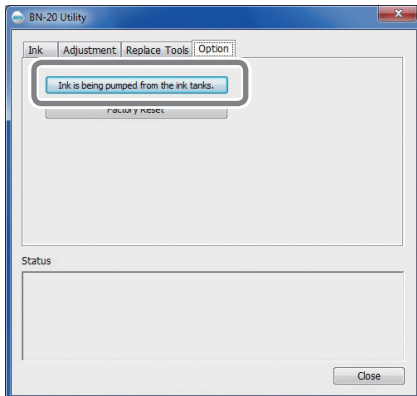 BN-20 Utility
Ink Adjustment Replace Tools Option
Ink is being pumped from the ink tanks.
Factory Reset
Status
Close